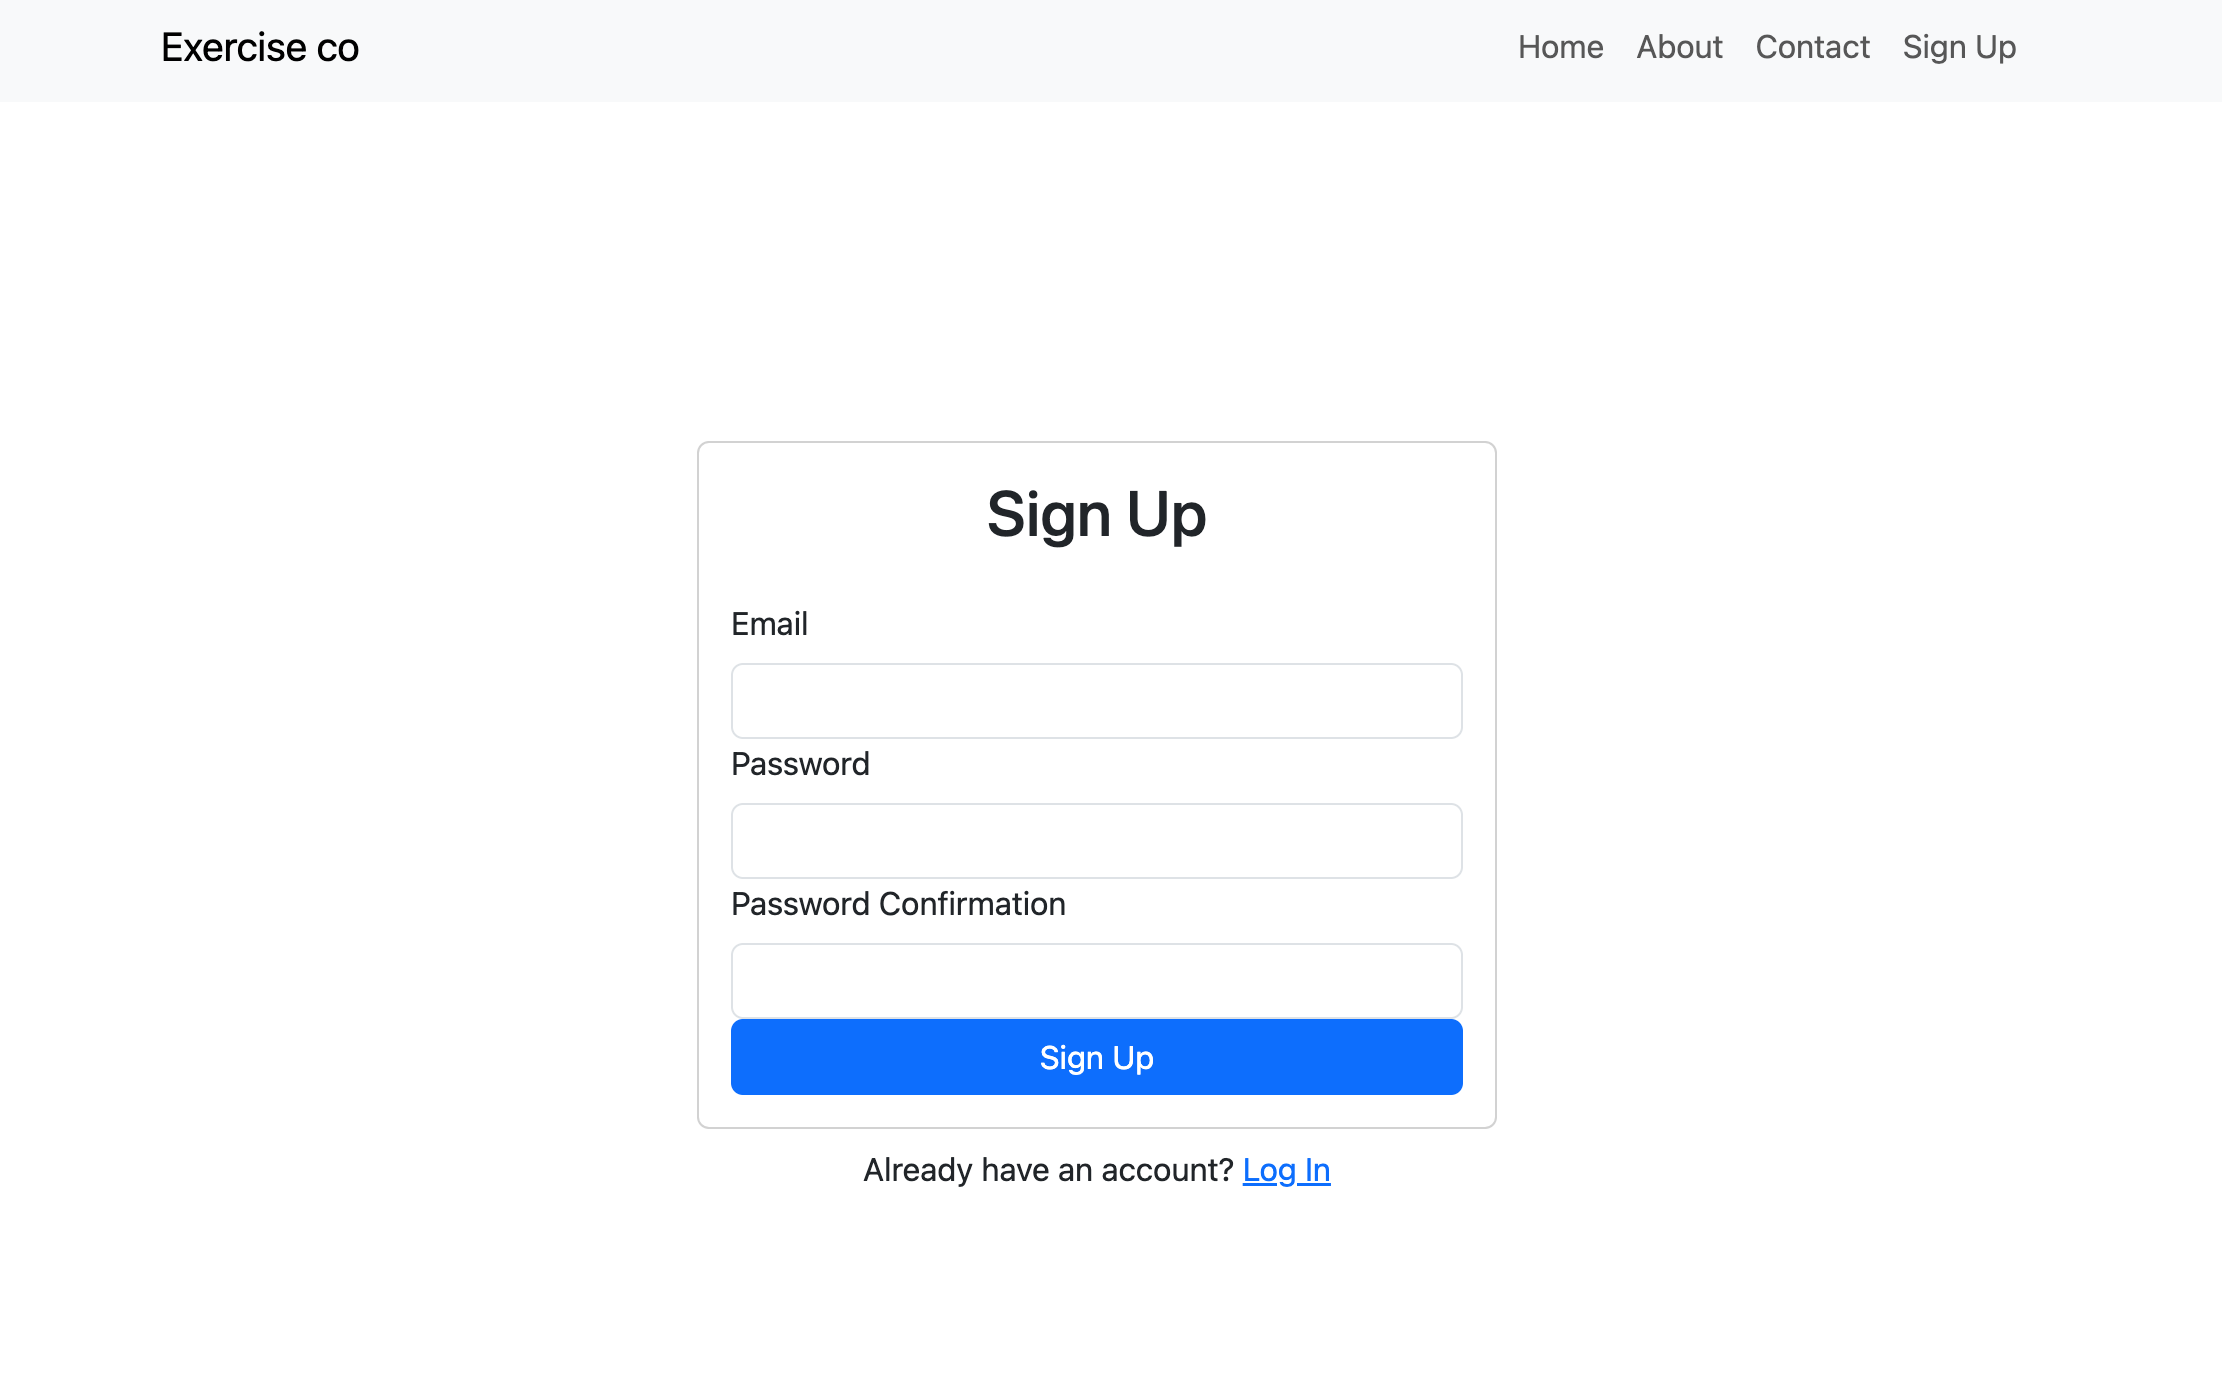 Exercise co Home About Contact Sign Up
Sign Up
Email
Password
Password Confirmation
Sign Up
Already have an account? Log In